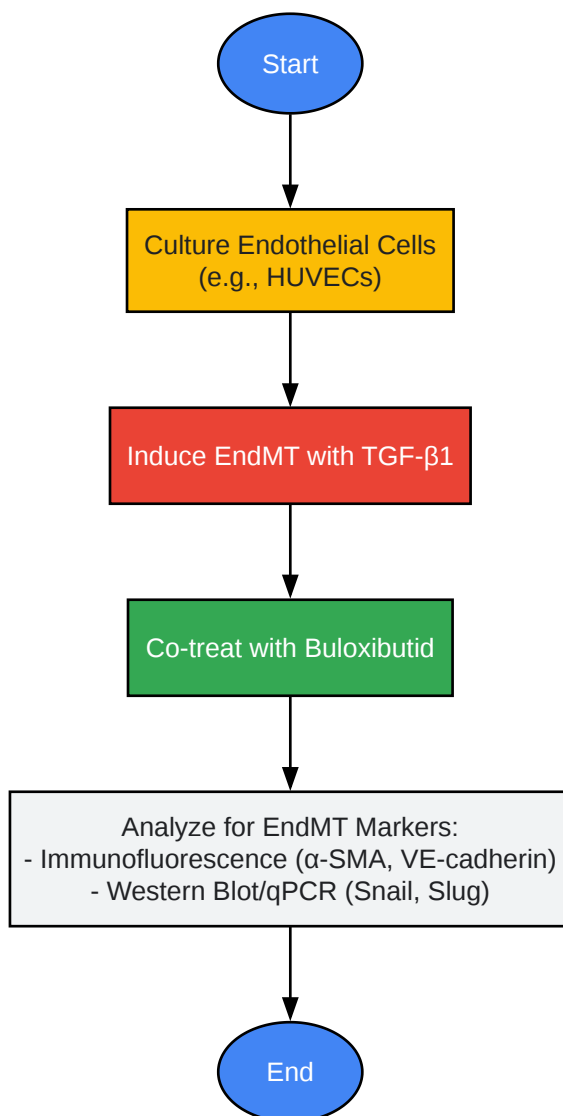 Start
Culture Endothelial Cells
(e.g., HUVECs)
Induce EndMT with TGF-β1
Co-treat with Buloxibutid
Analyze for EndMT Markers:
- Immunofluorescence (α-SMA, VE-cadherin)
- Western Blot/qPCR (Snail, Slug)
End